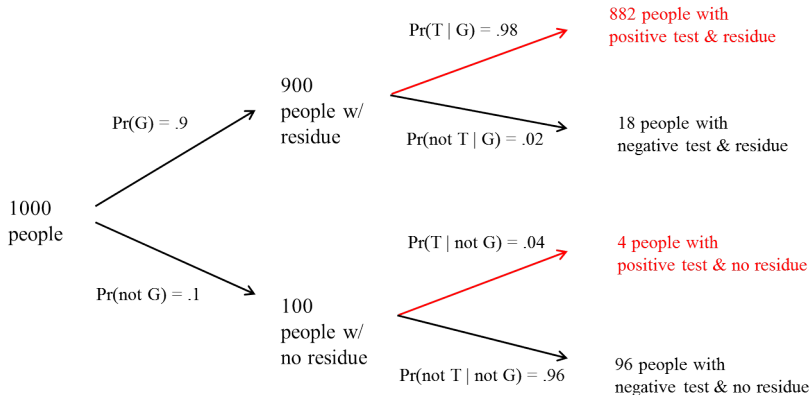 882 people with
positive test & residue
Pr(T | G) = .98
900
people w/
residue
Pr(G) = .9
Pr(not T | G) = .02
18 people with
negative test & residue
1000
people
Pr(T | not G) = .04
4 people with
positive test & no residue
Pr(not G) = .1
100
people w/
no residue
Pr(not T | not G) = .96
96 people with
negative test & no residue